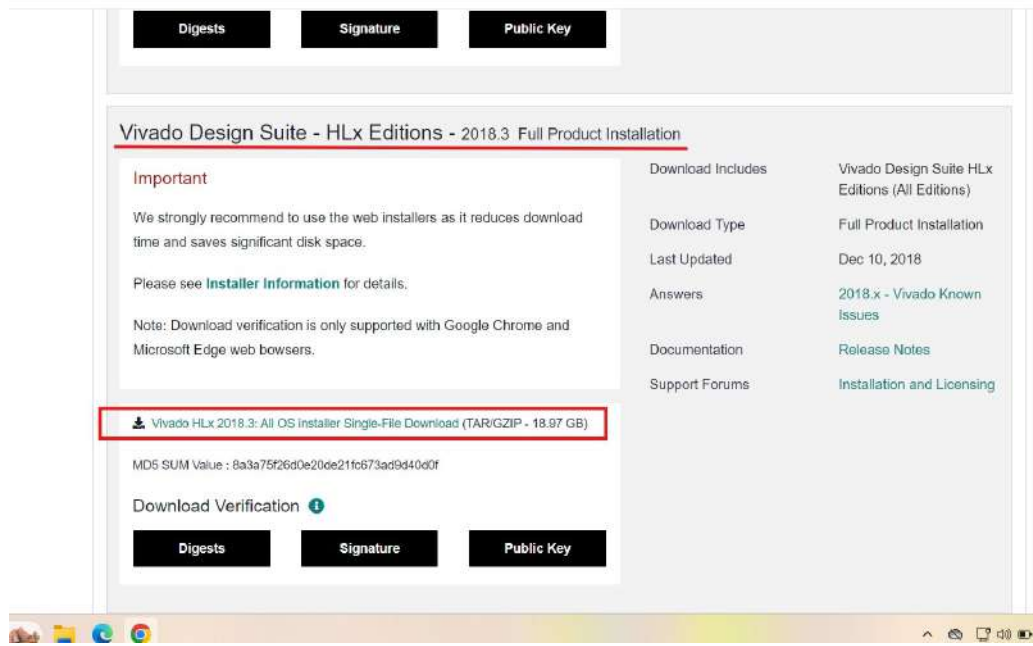 Digests
Signature
Public Key
Vivado Design Suite - HLx Editions - 2018.3 Full Product Installation
Important
We strongly recommend to use the web installers as it reduces download
time and saves significant disk space.
Please see Installer Information for details.
Note: Download verification is only supported with Google Chrome and
Microsoft Edge web bowsers.
Vivado HLx 2018.3: All OS installer Single-File Download (TAR/GZIP - 18.97 GB)
MD5 SUM Value : 8a3a75f26d0e20de21fc673ad9d40d0f
Download Verification
Digests
Signature
Public Key
Download Includes
Vivado Design Suite HLx
Editions (All Editions)
Download Type
Full Product Installation
Last Updated
Dec 10, 2018
Answers
2018.x - Vivado Known
Issues
Documentation
Release Notes
Support Forums
Installation and Licensing